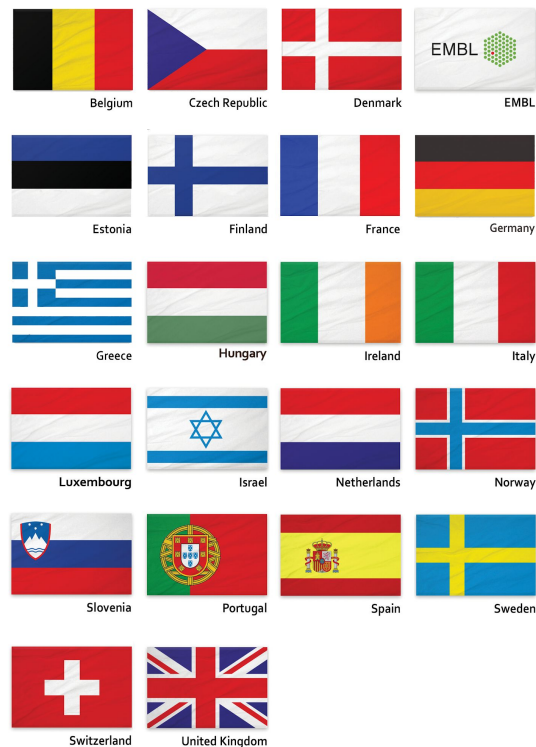 Belgium
Czech Republic
Denmark
EMBL
EMBL
Estonia
Finland
France
Germany
Greece
Hungary
Ireland
Italy
Luxembourg
Israel
Netherlands
Norway
Slovenia
Portugal
Spain
Sweden
Switzerland
United Kingdom